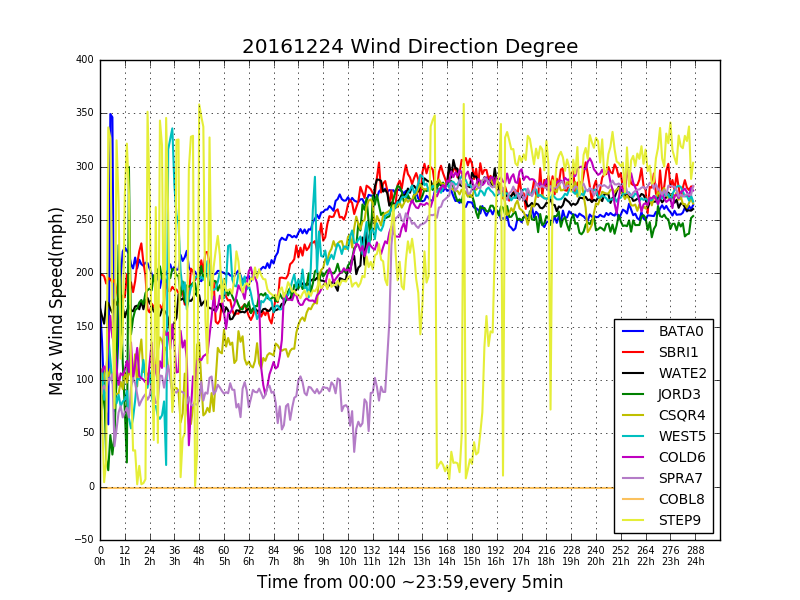 20161224 Wind Direction Degree
Max Wind Speed(mph)
400
350
300
250
200
150
100
50
0
−50
BATA0
SBRI1
WATE2
JORD3
CSQR4
WEST5
COLD6
SPRA7
COBL8
STEP9
0 12 24 36 48 60 72 84 96 108 120 132 144 156 168 180 192 204 216 228 240 252 264 276 288
0h 1h 2h 3h 4h 5h 6h 7h 8h 9h 10h 11h 12h 13h 14h 15h 16h 17h 18h 19h 20h 21h 22h 23h 24h
Time from 00:00 ~23:59,every 5min